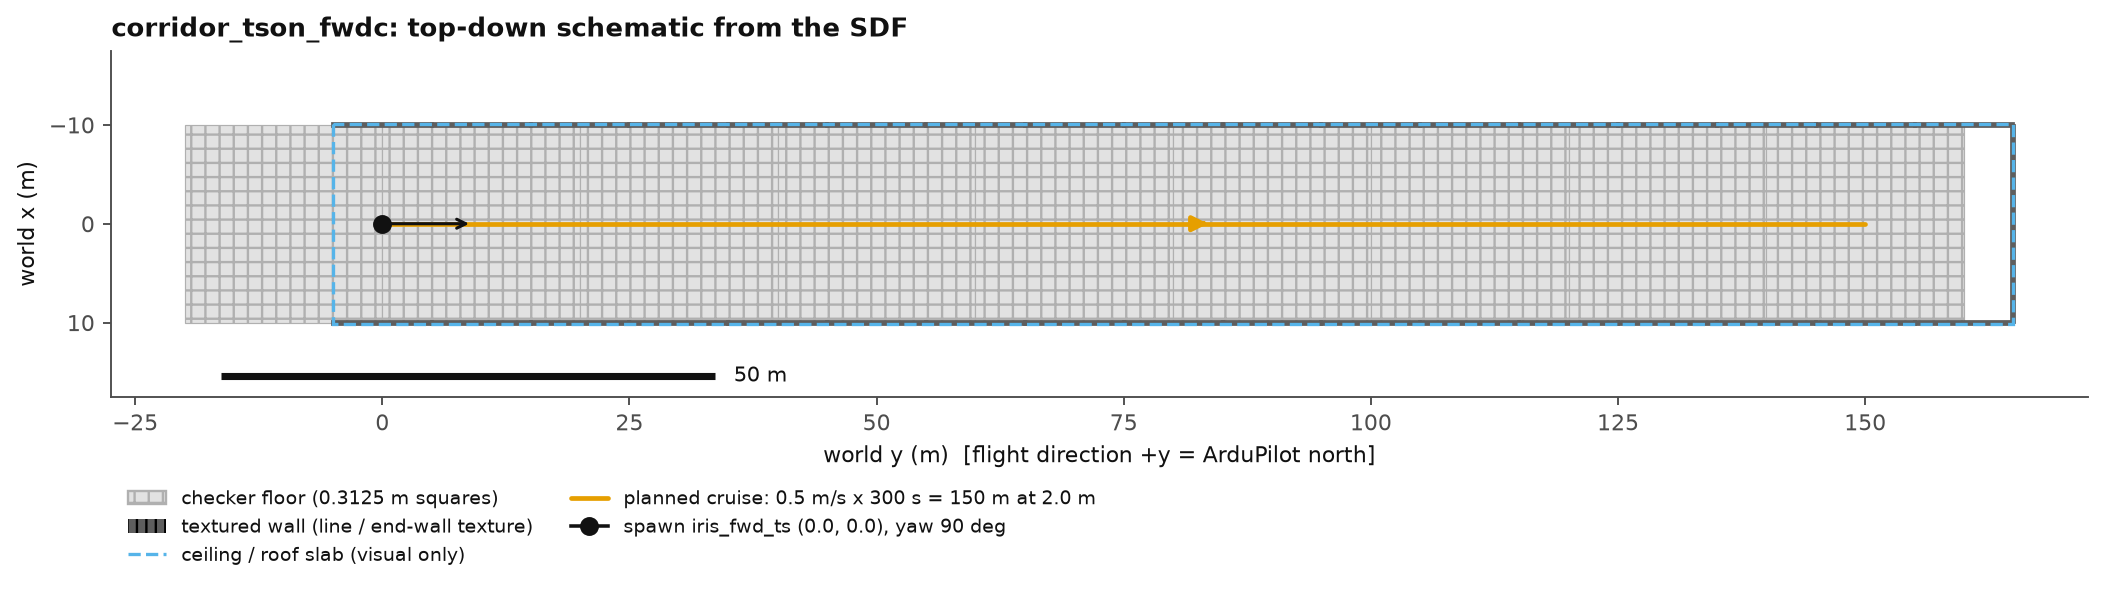 corridor_tson_fwdc: top-down schematic from the SDF
world x (m)
−10
0
10
50 m
−25 0 25 50 75 100 125 150
world y (m) [flight direction +y = ArduPilot north]
checker floor (0.3125 m squares)
textured wall (line / end-wall texture)
ceiling / roof slab (visual only)
planned cruise: 0.5 m/s x 300 s = 150 m at 2.0 m
spawn iris_fwd_ts (0.0, 0.0), yaw 90 deg